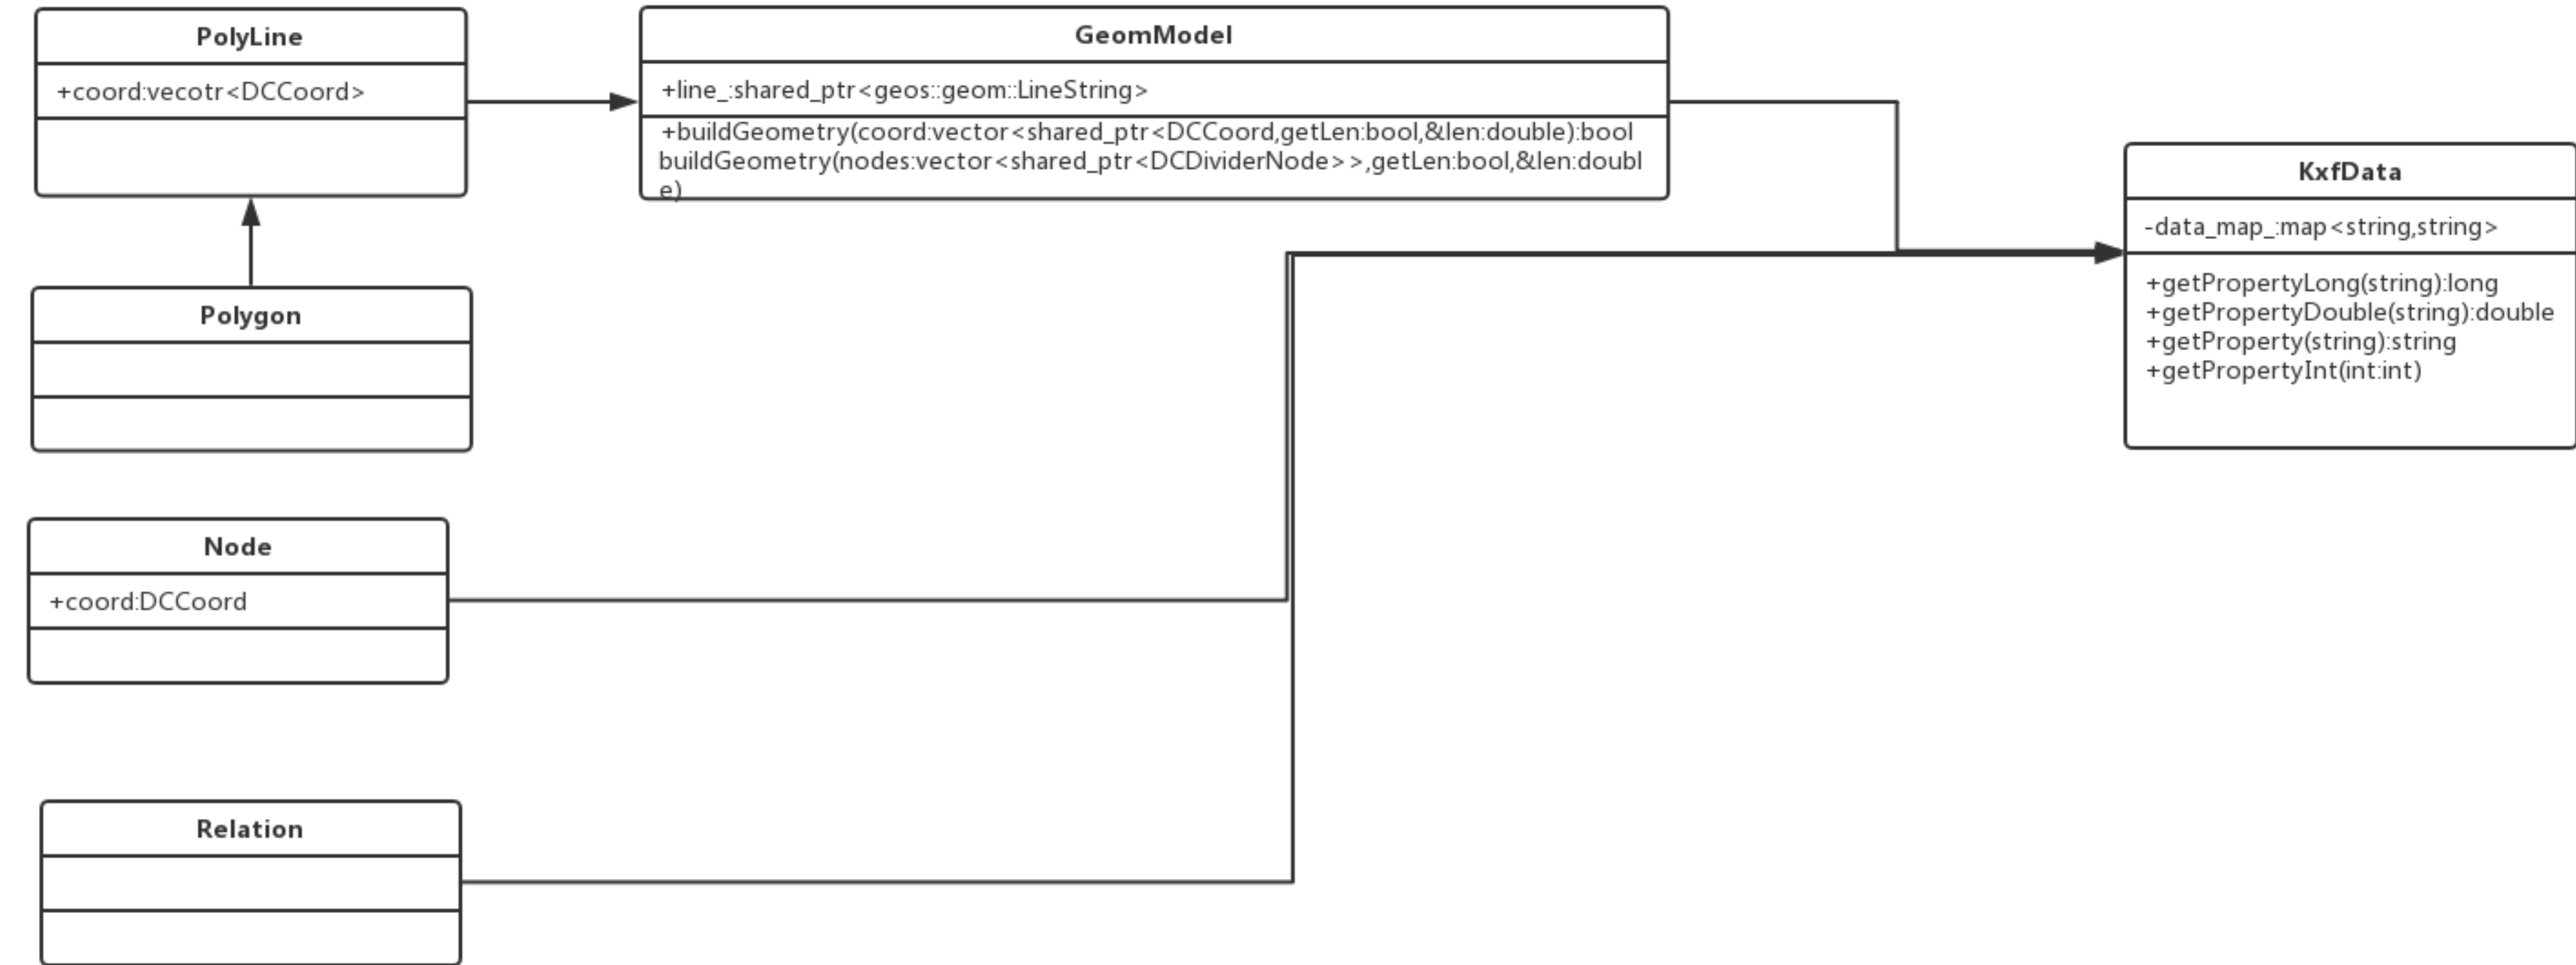 PolyLine
+coord:vecotr<DCCoord>
GeomModel
+line_:shared_ptr<geos::geom::LineString>
+buildGeometry(coord:vector<shared_ptr<DCCoord,getLen:bool,&len:double):bool
buildGeometry(nodes:vector<shared_ptr<DCDividerNode>>,getLen:bool,&len:doubl
e)
KxfData
-data_map_:map<string,string>
+getPropertyLong(string):long
+getPropertyDouble(string):double
+getProperty(string):string
+getPropertyInt(int:int)
Polygon
Node
+coord:DCCoord
Relation